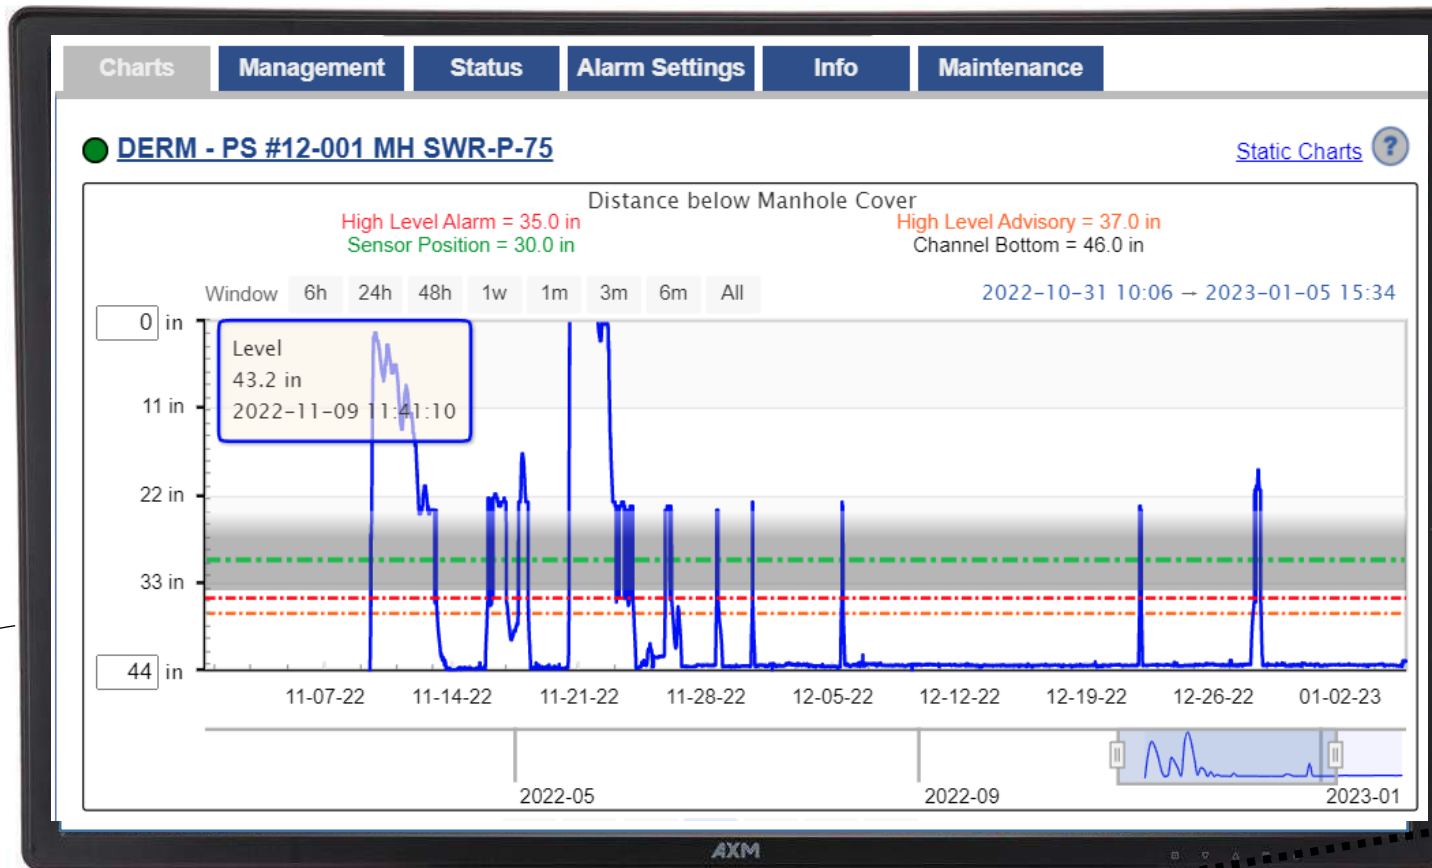 Charts Management Status Alarm Settings Info Maintenance
DERM - PS #12-001 MH SWR-P-75
Static Charts ?
Distance below Manhole Cover
High Level Alarm = 35.0 in High Level Advisory = 37.0 in
Sensor Position = 30.0 in Channel Bottom = 46.0 in
Window 6h 24h 48h 1w 1m 3m 6m All 2022-10-31 10:06 → 2023-01-05 15:34
0 in
Level
43.2 in
2022-11-09 11:41:10
11 in
22 in
33 in
44 in
11-07-22 11-14-22 11-21-22 11-28-22 12-05-22 12-12-22 12-19-22 12-26-22 01-02-23
2022-05 2022-09 2023-01
AXM